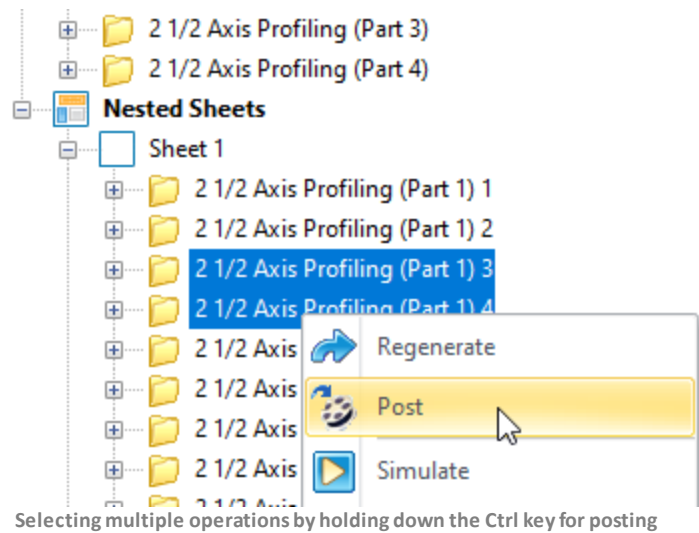 2 1/2 Axis Profiling (Part 3)
2 1/2 Axis Profiling (Part 4)
Nested Sheets
Sheet 1
2 1/2 Axis Profiling (Part 1) 1
2 1/2 Axis Profiling (Part 1) 2
2 1/2 Axis Profiling (Part 1) 3
2 1/2 Axis Profiling (Part 1) 4
2 1/2 Axis
Regenerate
2 1/2 Axis
Post
2 1/2 Axis
2 1/2 Axis
Simulate
2 1/2 Axis
Selecting multiple operations by holding down the Ctrl key for posting